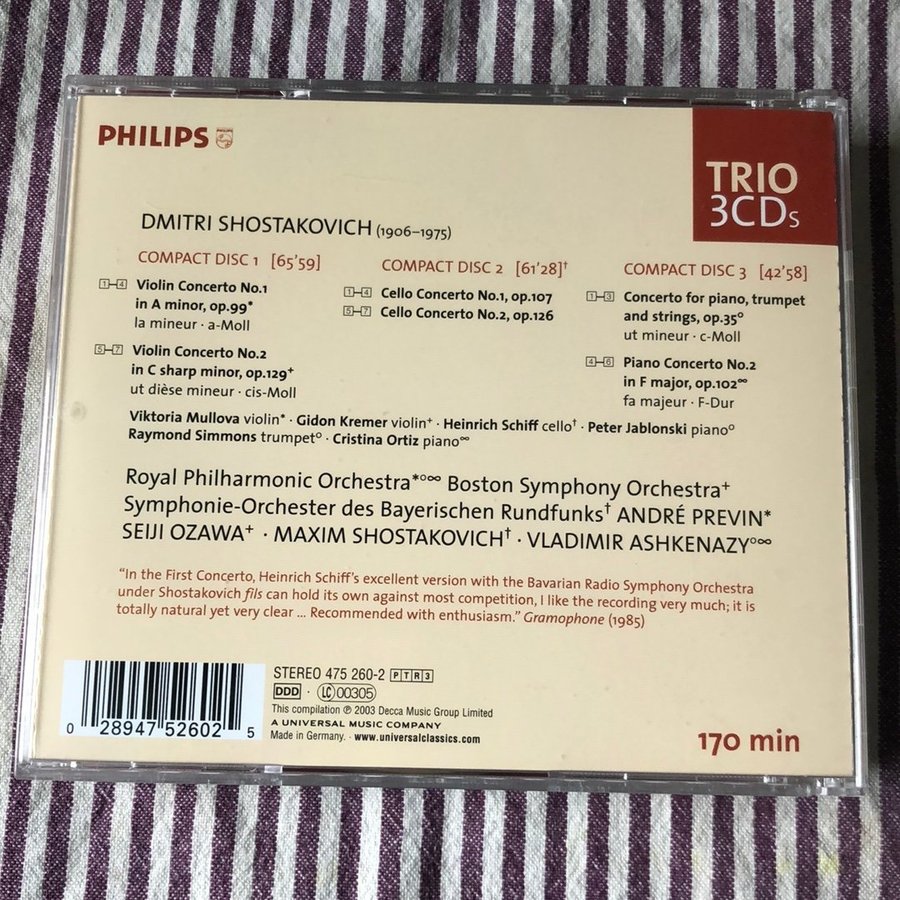 PHILIPS
TRIO
3CDs
DMITRI SHOSTAKOVICH (1906–1975)
COMPACT DISC 1 [65'59]
1–4 Violin Concerto No.1
in A minor, op.99*
la mineur · a-Moll
5–7 Violin Concerto No.2
in C sharp minor, op.129+
ut dièse mineur · cis-Moll
COMPACT DISC 2 [61'28]†
1–4 Cello Concerto No.1, op.107
5–7 Cello Concerto No.2, op.126
COMPACT DISC 3 [42'58]
1–3 Concerto for piano, trumpet
and strings, op.35°
ut mineur · c-Moll
4–6 Piano Concerto No.2
in F major, op.102∞
fa majeur · F-Dur
Viktoria Mullova violin* · Gidon Kremer violin+ · Heinrich Schiff cello† · Peter Jablonski piano°
Raymond Simmons trumpet° · Cristina Ortiz piano∞
Royal Philharmonic Orchestra*°∞ Boston Symphony Orchestra+
Symphonie-Orchester des Bayerischen Rundfunks† ANDRÉ PREVIN*
SEIJI OZAWA+ · MAXIM SHOSTAKOVICH† · VLADIMIR ASHKENAZY°∞
"In the First Concerto, Heinrich Schiff's excellent version with the Bavarian Radio Symphony Orchestra
under Shostakovich fils can hold its own against most competition, I like the recording very much; it is
totally natural yet very clear ... Recommended with enthusiasm." Gramophone (1985)
0 28947 52602 5
STEREO 475 260-2 PTR3
DDD · LC 00305
This compilation ℗ 2003 Decca Music Group Limited
A UNIVERSAL MUSIC COMPANY
Made in Germany. · www.universalclassics.com
170 min